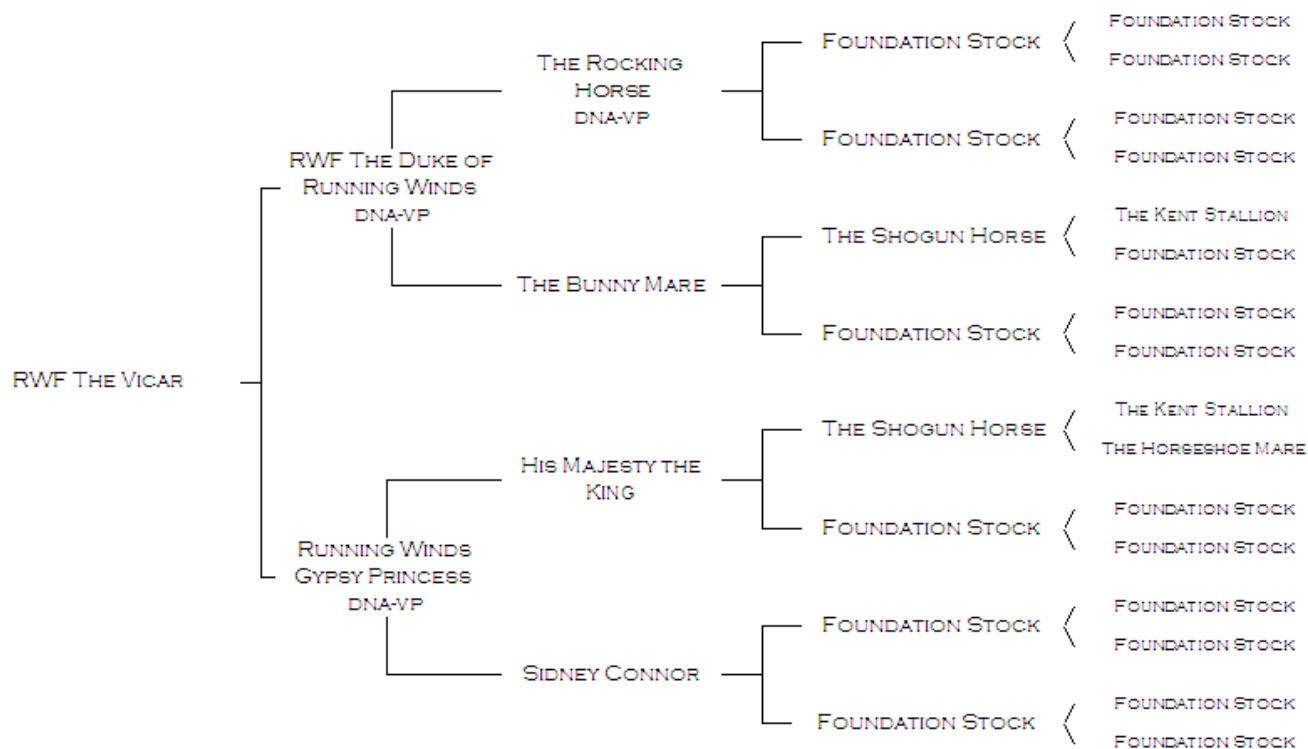 RWF The Vicar
RWF The Duke of
Running Winds
DNA-VP
Running Winds
Gypsy Princess
DNA-VP
The Rocking
Horse
DNA-VP
The Bunny Mare
His Majesty the
King
Sidney Connor
Foundation Stock
Foundation Stock
The Shogun Horse
Foundation Stock
The Shogun Horse
Foundation Stock
Foundation Stock
Foundation Stock
Foundation Stock
Foundation Stock
Foundation Stock
Foundation Stock
The Kent Stallion
Foundation Stock
Foundation Stock
Foundation Stock
The Kent Stallion
The Horseshoe Mare
Foundation Stock
Foundation Stock
Foundation Stock
Foundation Stock
Foundation Stock
Foundation Stock